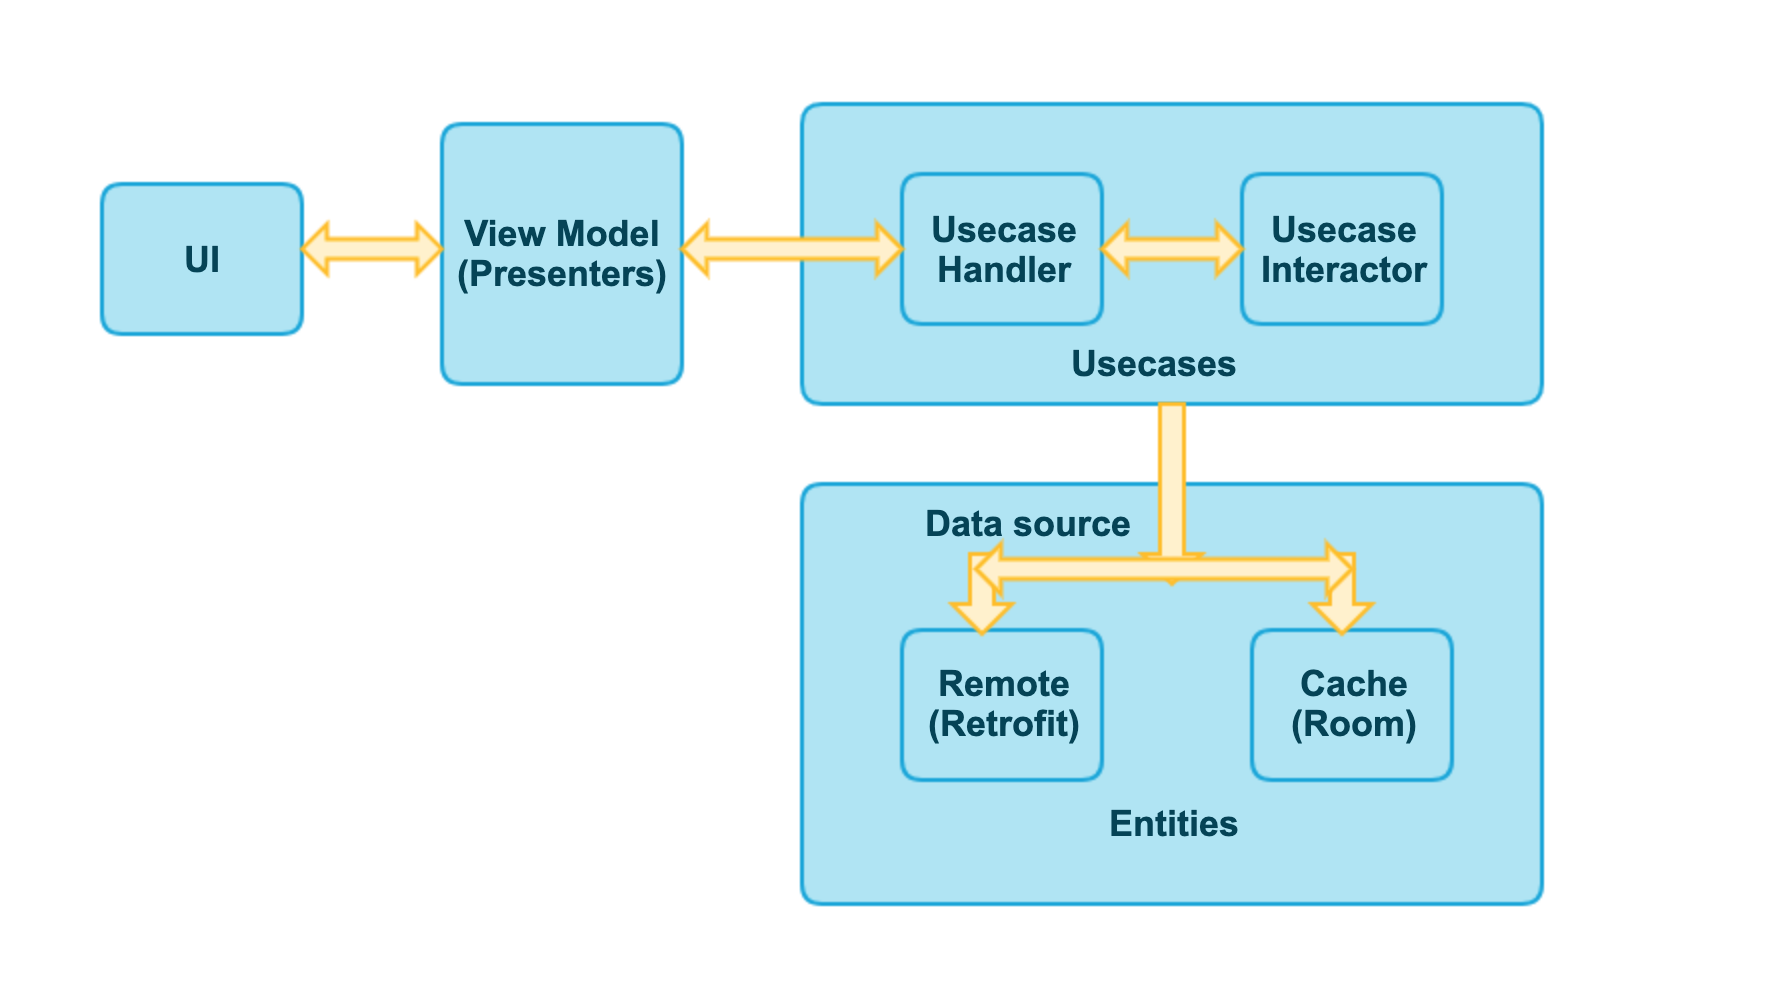 UI
View Model
(Presenters)
Usecase
Handler
Usecase
Interactor
Usecases
Data source
Remote
(Retrofit)
Cache
(Room)
Entities